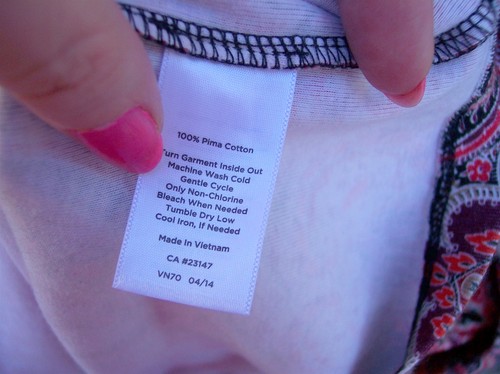 100% Pima Cotton
Turn Garment Inside Out
Machine Wash Cold
Gentle Cycle
Only Non-Chlorine
Bleach When Needed
Tumble Dry Low
Cool Iron, If Needed
Made In Vietnam
CA #23147
VN70 04/14